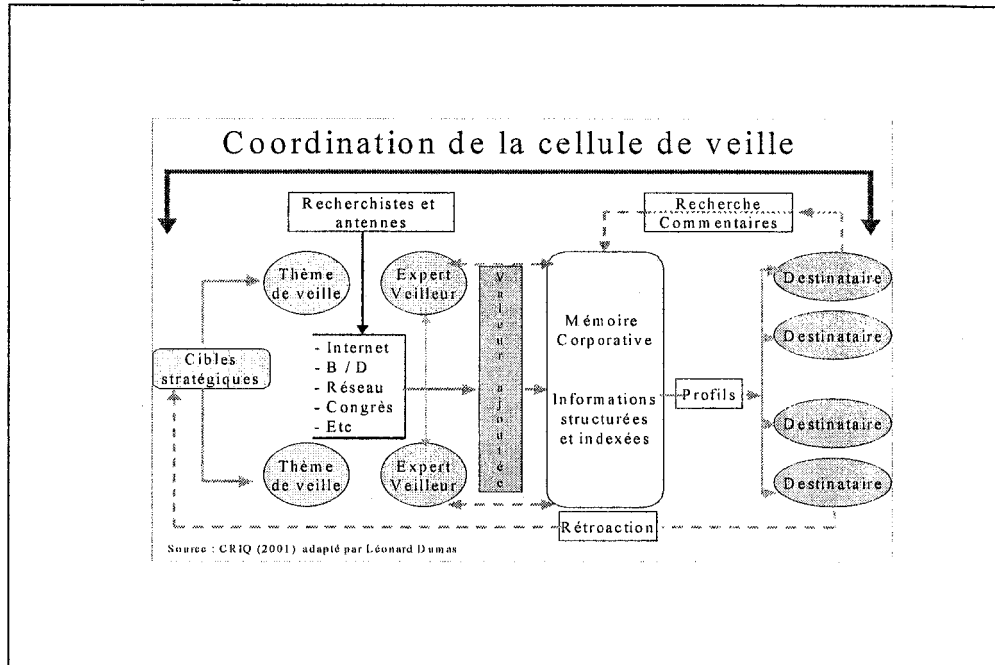 Coordination de la cellule de veille
Recherchistes et
antennes
Recherche
Commentaires
Thème
de veille
Expert
Veilleur
Valeur ajoutée
Destinataire
Destinataire
Cibles
stratégiques
- Internet
- B / D
- Réseau
- Congrès
- Etc
Mémoire
Corporative
Informations
structurées
et indexées
Profils
Destinataire
Destinataire
Thème
de veille
Expert
Veilleur
Rétroaction
Source : CRIQ (2001) adapté par Léonard Dumas